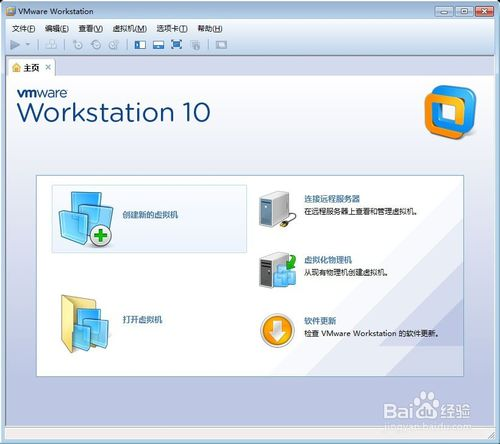 VMware Workstation
文件(F) 编辑(E) 查看(V) 虚拟机(M) 选项卡(T) 帮助(H)
主页
vmware
Workstation 10
创建新的虚拟机
连接远程服务器
在远程服务器上查看和管理虚拟机。
虚拟化物理机
从现有物理机创建虚拟机。
打开虚拟机
软件更新
检查 VMware Workstation 的软件更新。
Baidu 经验
jingyan.baidu.com